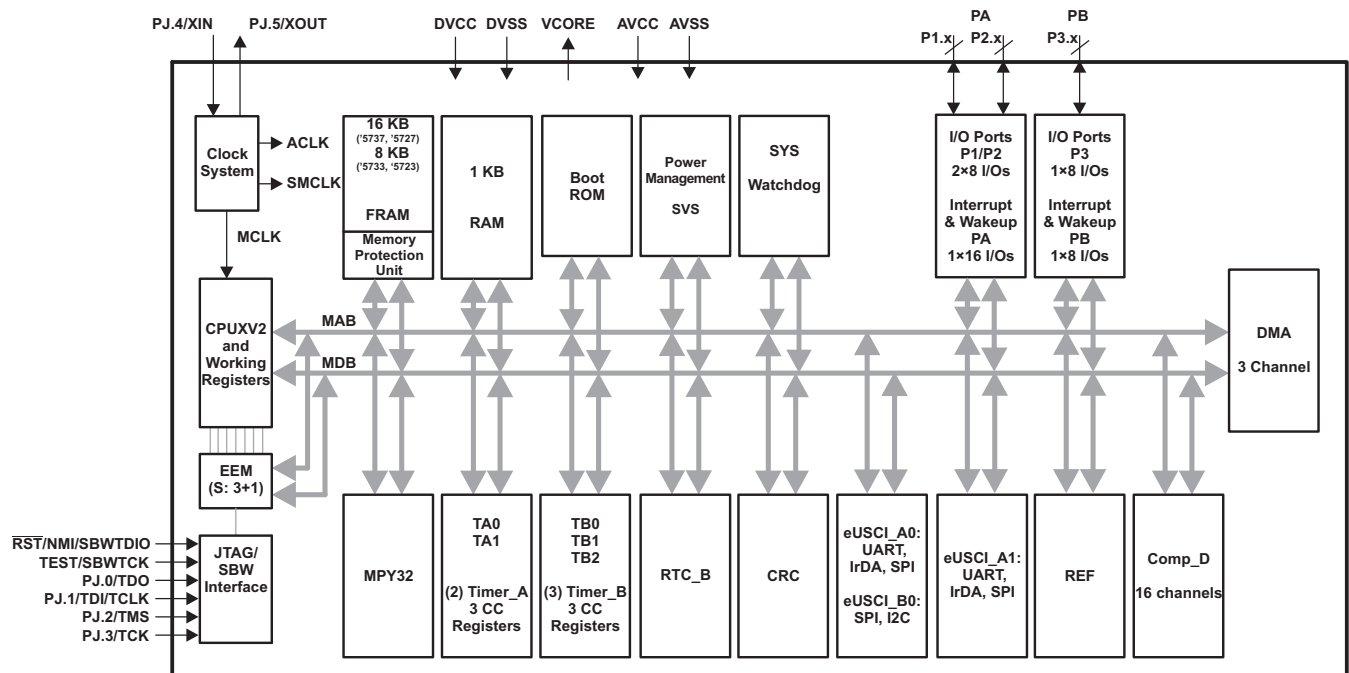 PJ.4/XIN
PJ.5/XOUT
DVCC
DVSS
VCORE
AVCC
AVSS
PA
P1.x
P2.x
PB
P3.x
Clock
System
ACLK
SMCLK
MCLK
16 KB
('5737, '5727)
8 KB
('5733, '5723)
FRAM
Memory
Protection
Unit
1 KB
RAM
Boot
ROM
Power
Management
SVS
SYS
Watchdog
I/O Ports
P1/P2
2×8 I/Os
Interrupt
& Wakeup
PA
1×16 I/Os
I/O Ports
P3
1×8 I/Os
Interrupt
& Wakeup
PB
1×8 I/Os
CPUXV2
and
Working
Registers
MAB
MDB
DMA
3 Channel
EEM
(S: 3+1)
RST/NMI/SBWTDIO
TEST/SBWTCK
PJ.0/TDO
PJ.1/TDI/TCLK
PJ.2/TMS
PJ.3/TCK
JTAG/
SBW
Interface
MPY32
TA0
TA1
(2) Timer_A
3 CC
Registers
TB0
TB1
TB2
(3) Timer_B
3 CC
Registers
RTC_B
CRC
eUSCI_A0:
UART,
IrDA, SPI
eUSCI_B0:
SPI, I2C
eUSCI_A1:
UART,
IrDA, SPI
REF
Comp_D
16 channels